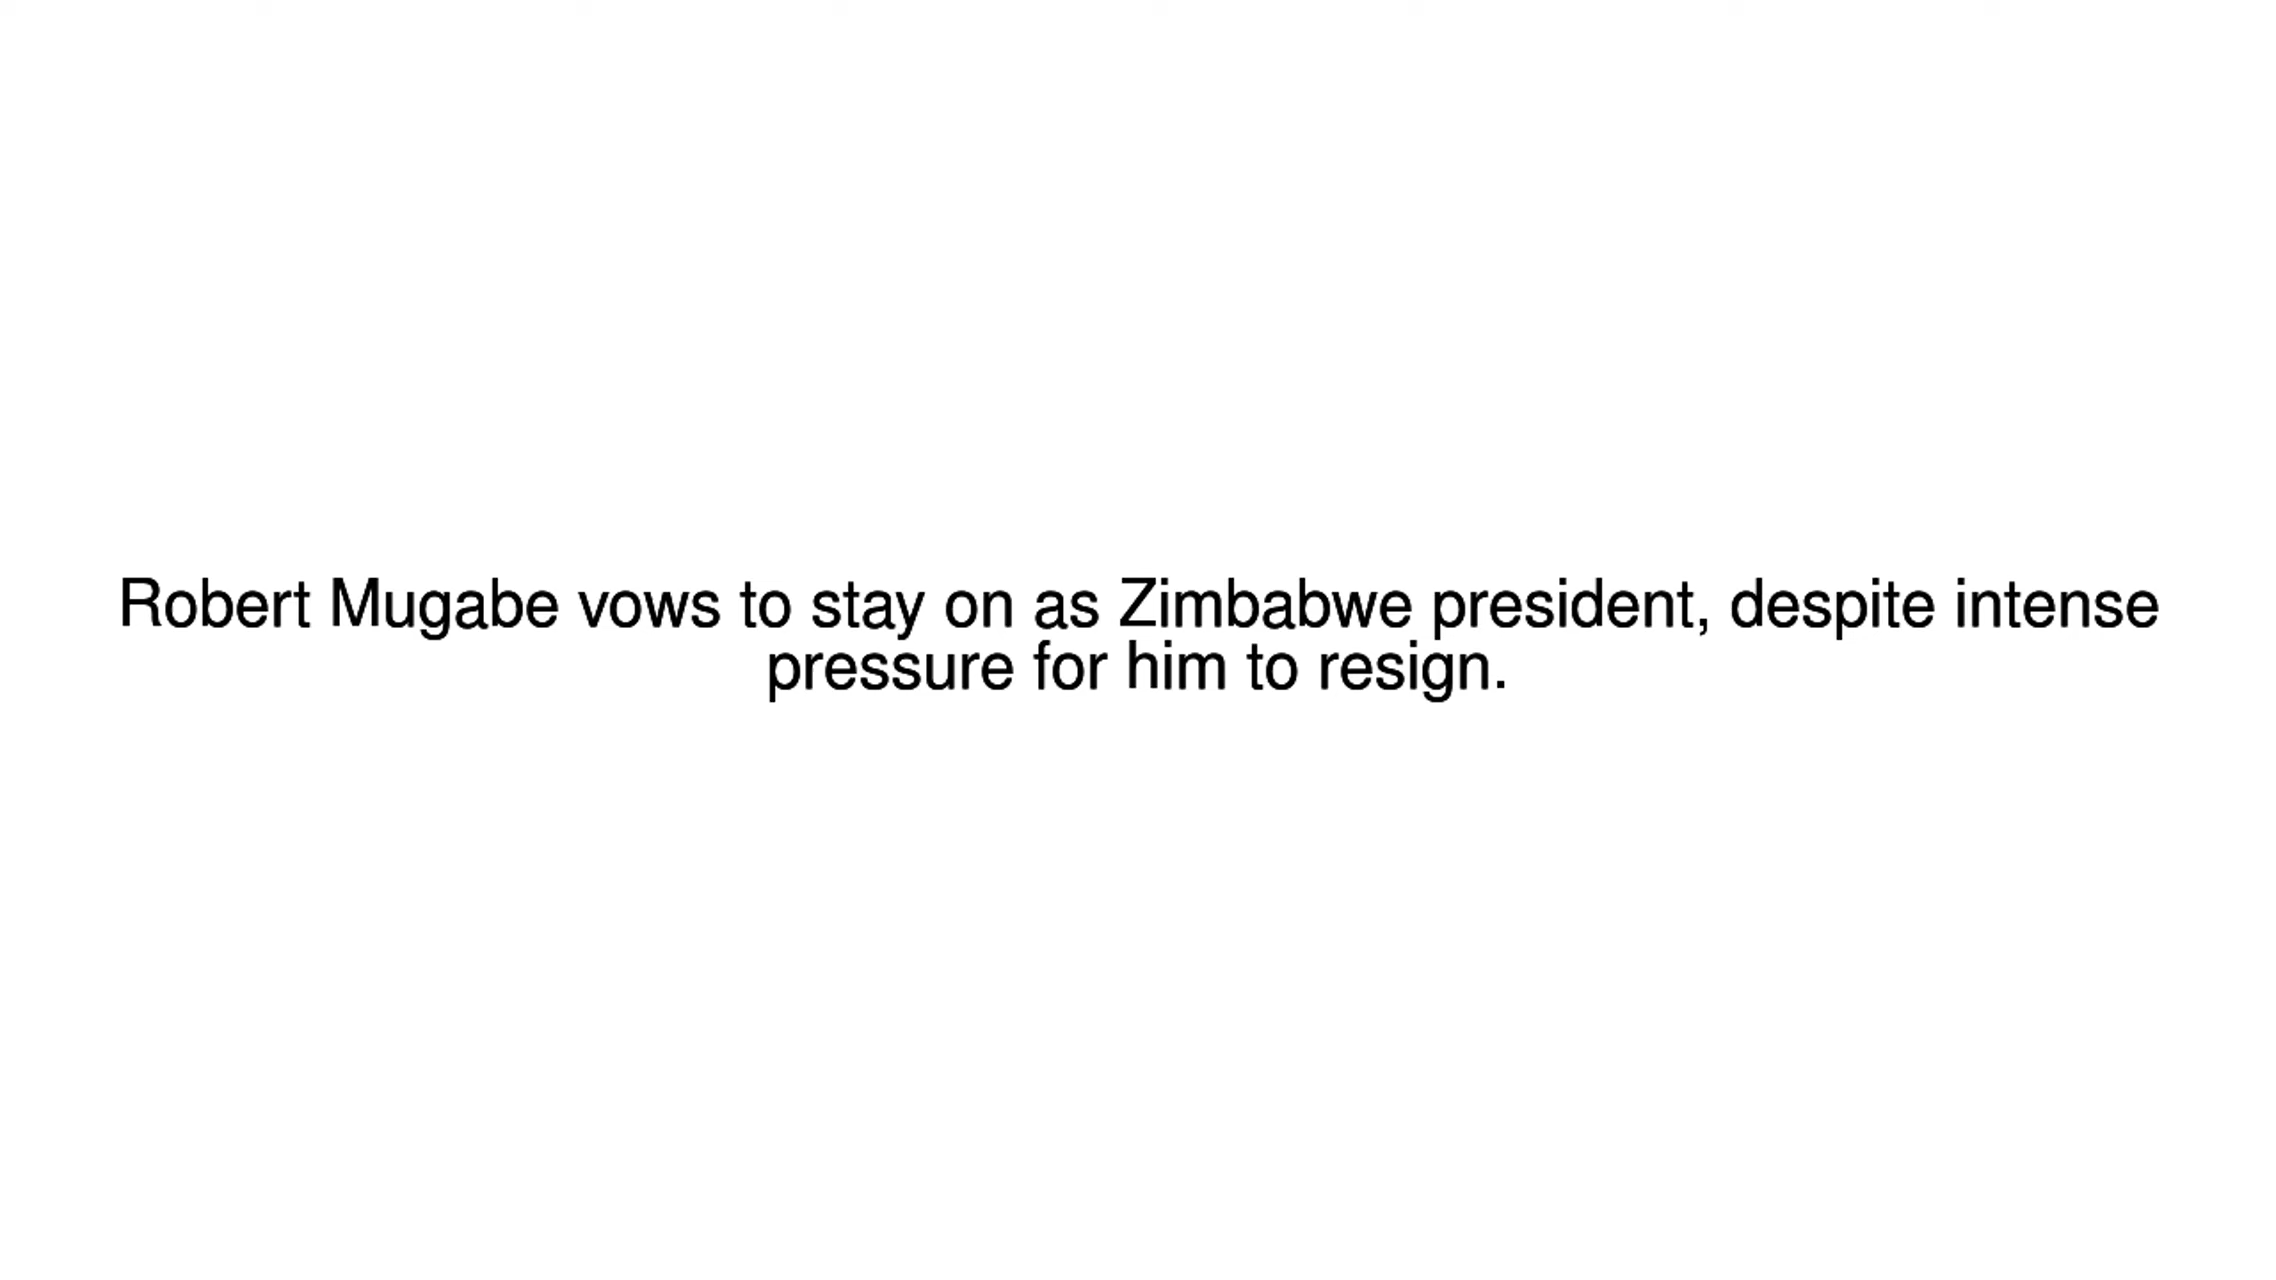 Robert Mugabe vows to stay on as Zimbabwe president, despite intense
pressure for him to resign.